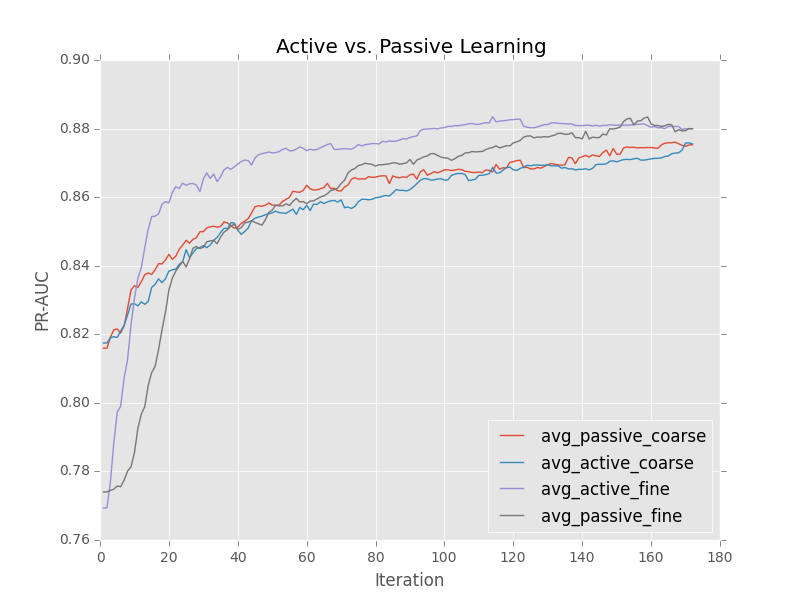 Active vs. Passive Learning
0.90
0.88
0.86
0.84
0.82
0.80
0.78
0.76
PR-AUC
avg_passive_coarse
avg_active_coarse
avg_active_fine
avg_passive_fine
0 20 40 60 80 100 120 140 160 180
Iteration